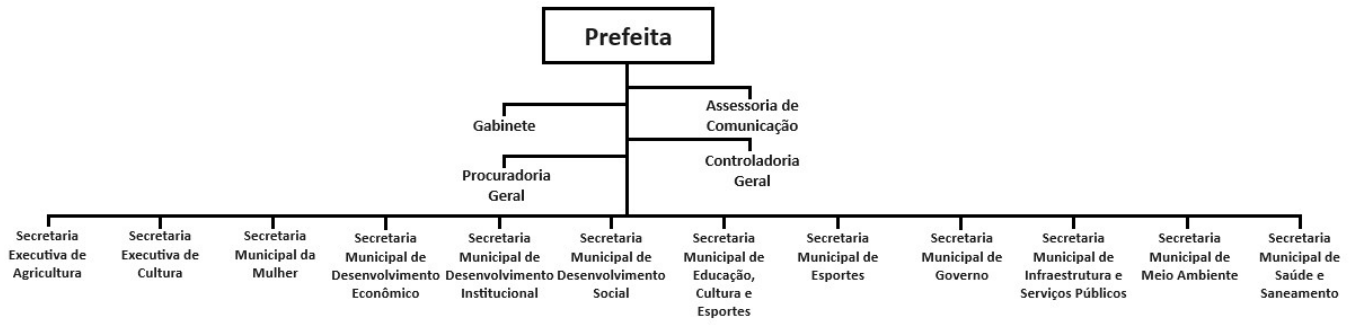 Prefeita
Assessoria de
Comunicação
Gabinete
Controladoria
Geral
Procuradoria
Geral
Secretaria
Executiva de
Agricultura
Secretaria
Executiva de
Cultura
Secretaria
Municipal da
Mulher
Secretaria
Municipal de
Desenvolvimento
Econômico
Secretaria
Municipal de
Desenvolvimento
Institucional
Secretaria
Municipal de
Desenvolvimento
Social
Secretaria
Municipal de
Educação,
Cultura e
Esportes
Secretaria
Municipal de
Esportes
Secretaria
Municipal de
Governo
Secretaria
Municipal de
Infraestrutura e
Serviços Públicos
Secretaria
Municipal de
Meio Ambiente
Secretaria
Municipal de
Saúde e
Saneamento